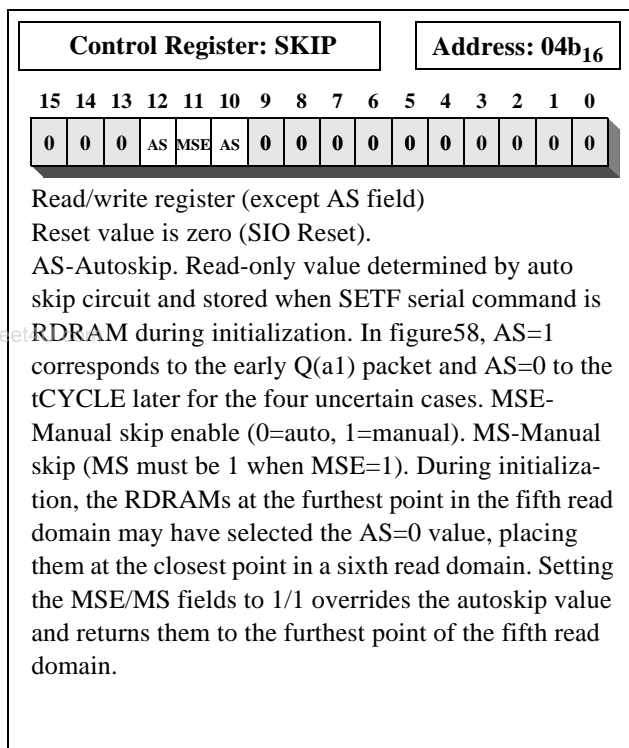 Control Register: SKIP
Address: 04b16
15 14 13 12 11 10 9 8 7 6 5 4 3 2 1 0
0 0 0 AS MSE AS 0 0 0 0 0 0 0 0 0 0
Read/write register (except AS field)
Reset value is zero (SIO Reset).
AS-Autoskip. Read-only value determined by auto
skip circuit and stored when SETF serial command is
RDRAM during initialization. In figure58, AS=1
corresponds to the early Q(a1) packet and AS=0 to the
tCYCLE later for the four uncertain cases. MSE-
Manual skip enable (0=auto, 1=manual). MS-Manual
skip (MS must be 1 when MSE=1). During initializa-
tion, the RDRAMs at the furthest point in the fifth read
domain may have selected the AS=0 value, placing
them at the closest point in a sixth read domain. Setting
the MSE/MS fields to 1/1 overrides the autoskip value
and returns them to the furthest point of the fifth read
domain.